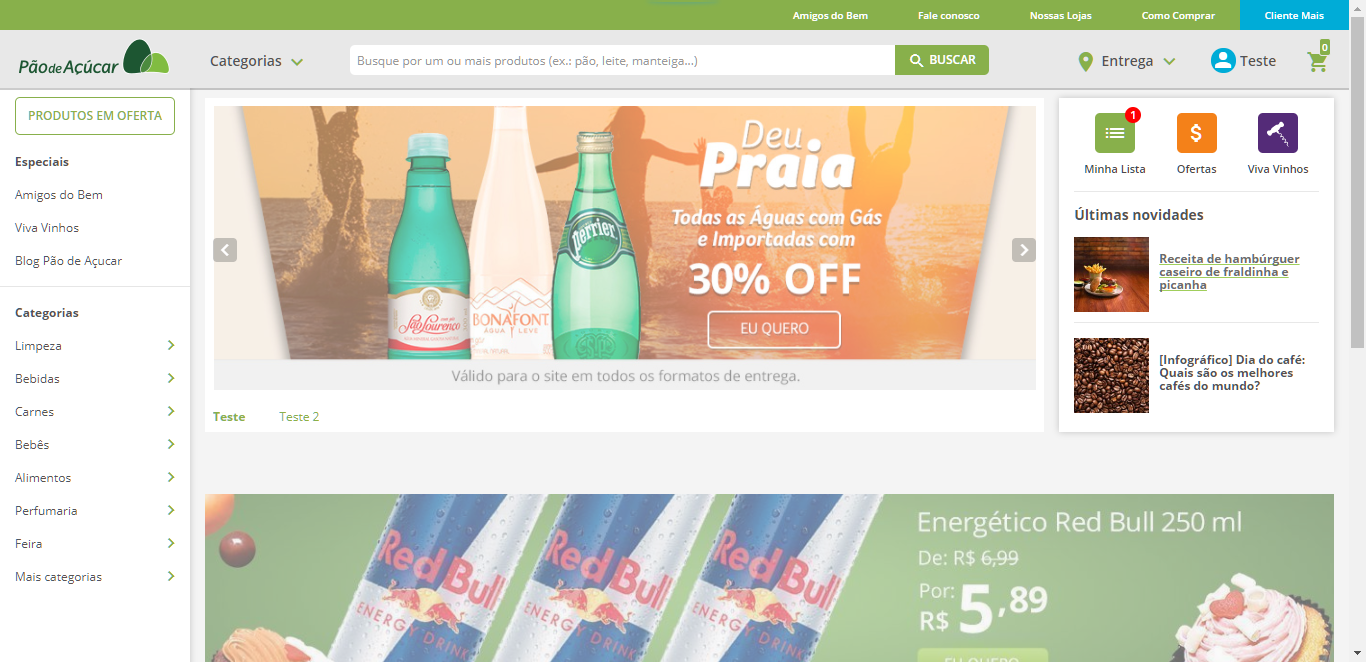 Amigos do Bem
Fale conosco
Nossas Lojas
Como Comprar
Cliente Mais
PãodeAçúcar
Categorias
Busque por um ou mais produtos (ex.: pão, leite, manteiga...)
BUSCAR
Entrega
Teste
0
PRODUTOS EM OFERTA
Especiais
Amigos do Bem
Viva Vinhos
Blog Pão de Açucar
Categorias
Limpeza
Bebidas
Carnes
Bebês
Alimentos
Perfumaria
Feira
Mais categorias
Deu
Praia
Todas as Águas com Gás
e Importadas com
30% OFF
EU QUERO
São Lourenço
BONAFONT
ÁGUA LEVE
perrier
Válido para o site em todos os formatos de entrega.
Teste
Teste 2
1
$
Minha Lista
Ofertas
Viva Vinhos
Últimas novidades
Receita de hambúrguer
caseiro de fraldinha e
picanha
[Infográfico] Dia do café:
Quais são os melhores
cafés do mundo?
Red Bull
ENERGY DRINK
Red Bull
ENERGY DRINK
Red Bull
ENERGY DRINK
Energético Red Bull 250 ml
De: R$ 6,99
Por:
R$ 5,89
EU QUERO